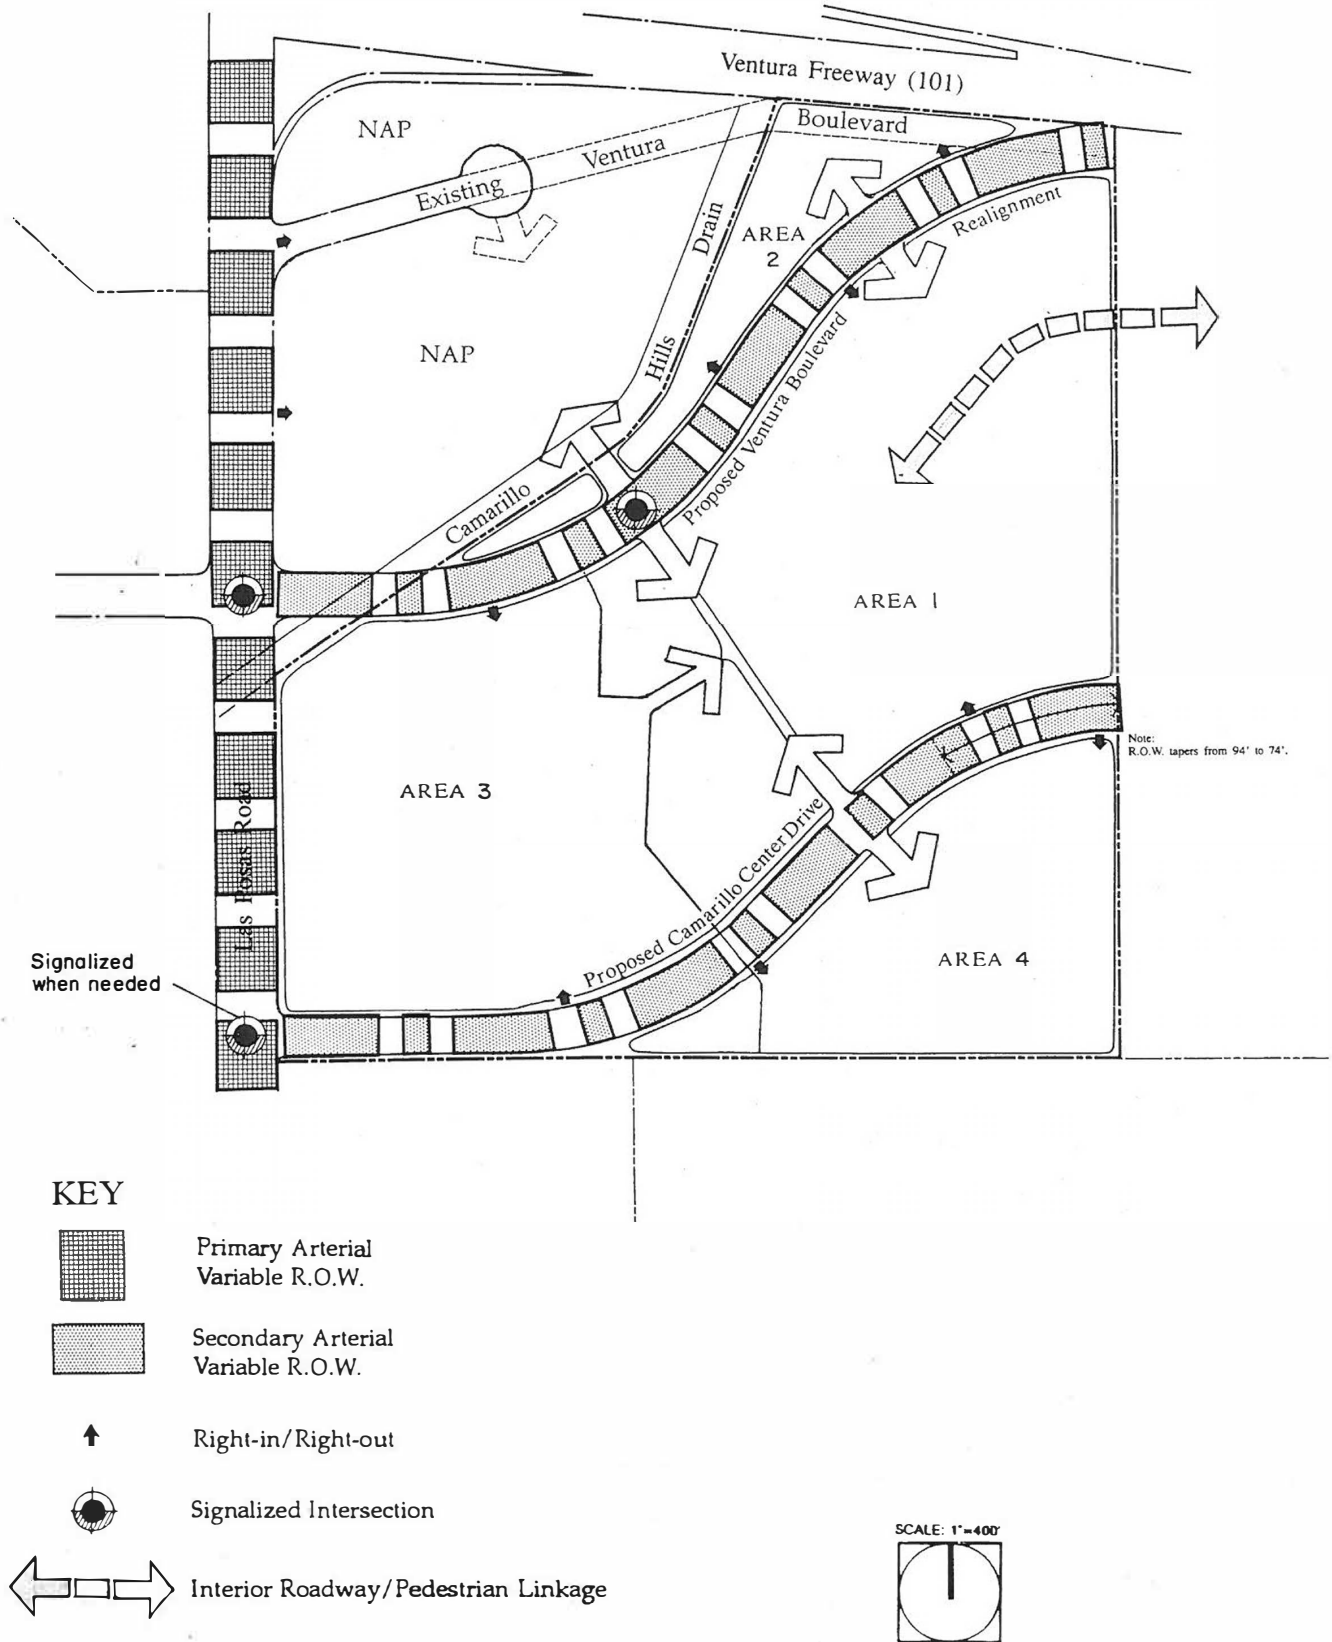 Ventura Freeway (101)
NAP
Boulevard
Ventura
Existing
Realignment
Drain
AREA
2
Hills
NAP
Proposed Ventura Boulevard
Camarillo
AREA 1
Note:
R.O.W. tapers from 94' to 74'.
AREA 3
Proposed Camarillo Center Drive
Las Posas Road
AREA 4
Signalized
when needed
KEY
Primary Arterial
Variable R.O.W.
Secondary Arterial
Variable R.O.W.
Right-in/Right-out
Signalized Intersection
SCALE: 1"=400'
Interior Roadway/Pedestrian Linkage